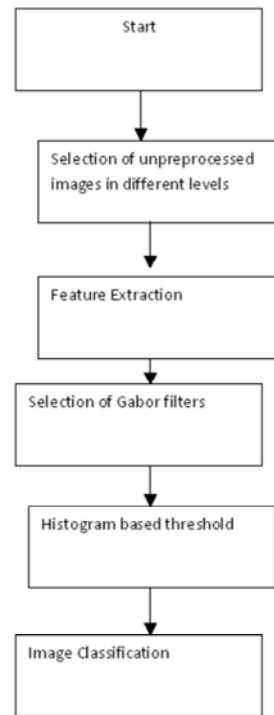 Start
Selection of unpreprocessed
images in different levels
Feature Extraction
Selection of Gabor filters
Histogram based threshold
Image Classification